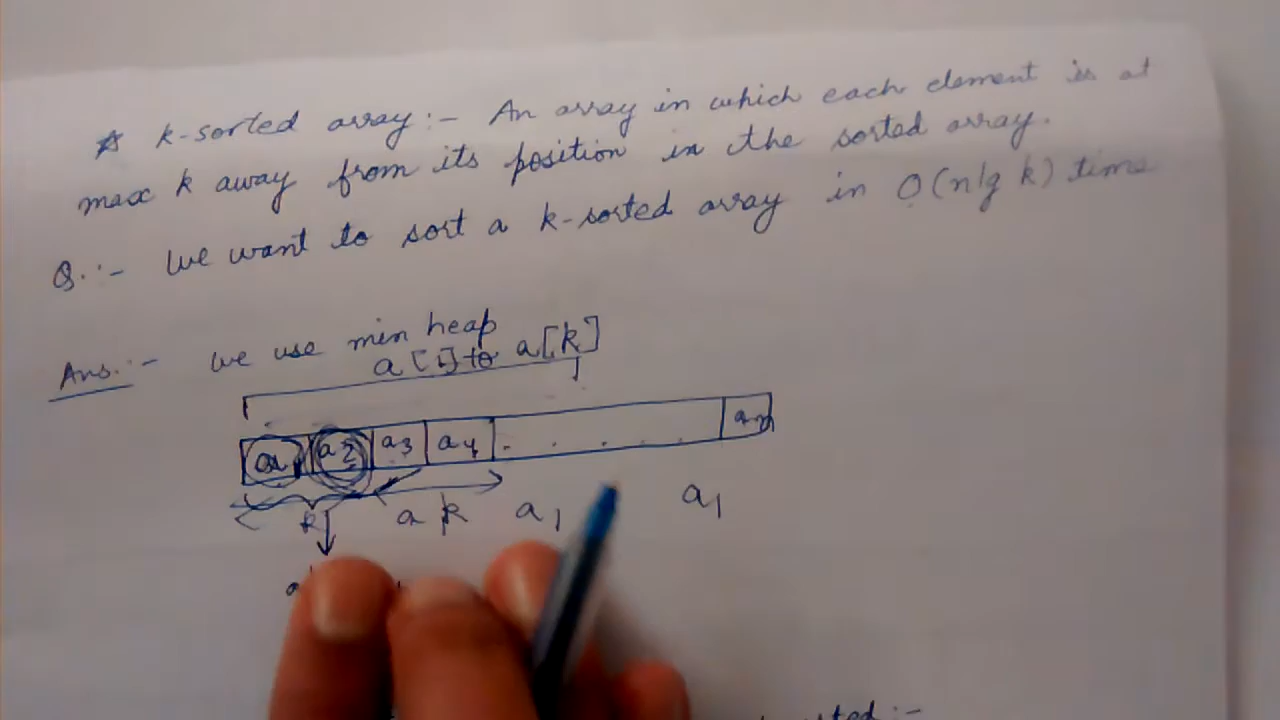 * k-sorted array:- An array in which each element is at
max k away from its position in the sorted array.
Q.:- We want to sort a k-sorted array in O(n lg k) time
Ans.:- we use min heap
a[1] to a[k]
a1 a2 a3 a4 - . . . . an
k a k a1 a1